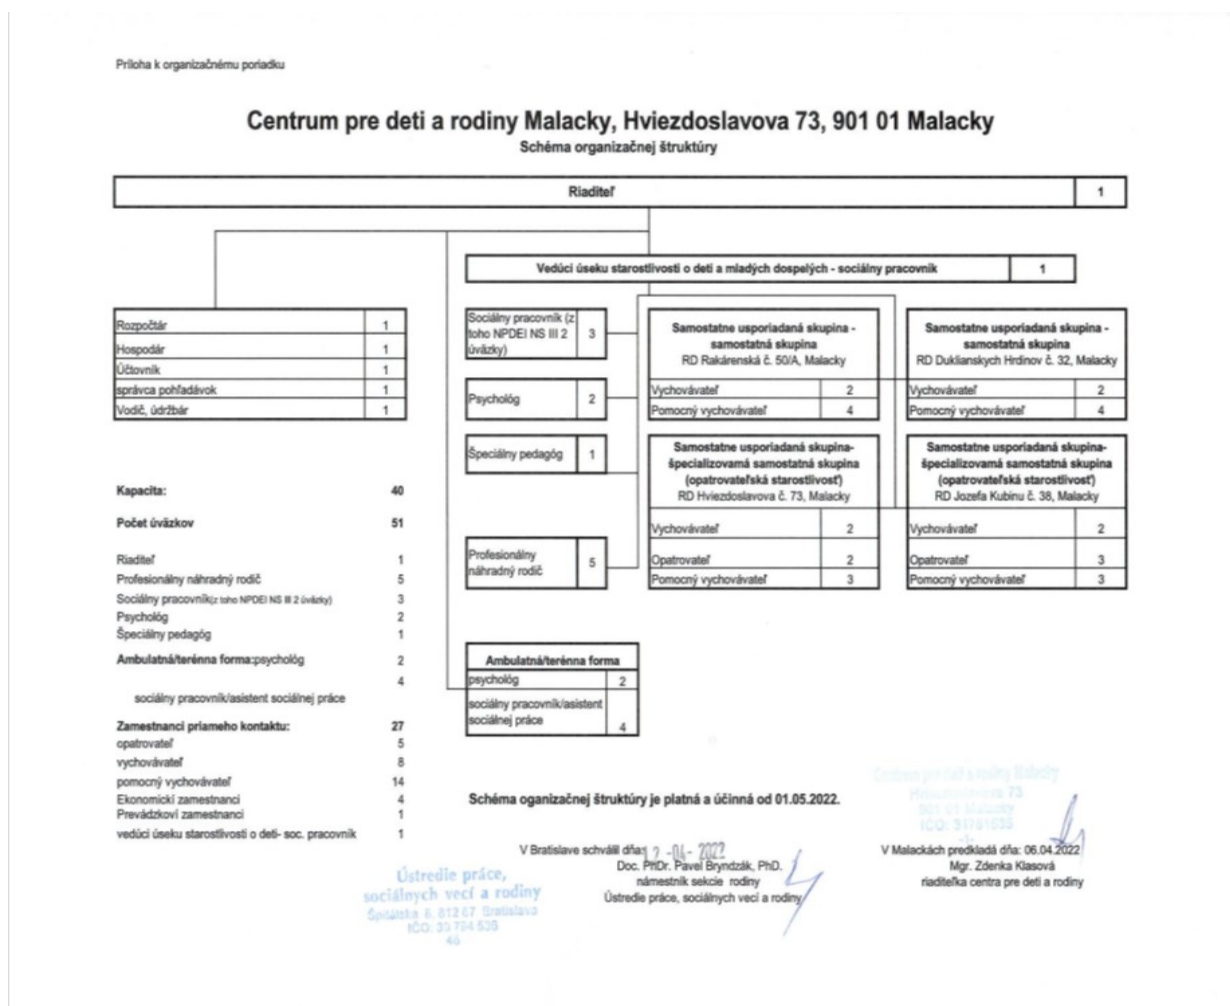 Príloha k organizačnému poriadku
Centrum pre deti a rodiny Malacky, Hviezdoslavova 73, 901 01 Malacky
Schéma organizačnej štruktúry
Riaditeľ 1
Vedúci úseku starostlivosti o deti a mladých dospelých - sociálny pracovník 1
Rozpočtár 1
Hospodár 1
Účtovník 1
správca pohľadávok 1
Vodič, údržbár 1
Sociálny pracovník (z
toho NPDEI NS III 2
úväzky) 3
Psychológ 2
Špeciálny pedagóg 1
Profesionálny
náhradný rodič 5
Samostatne usporiadaná skupina -
samostatná skupina
RD Rakárenská č. 50/A, Malacky
Vychovávateľ 2
Pomocný vychovávateľ 4
Samostatne usporiadaná skupina -
samostatná skupina
RD Duklianskych Hrdinov č. 32, Malacky
Vychovávateľ 2
Pomocný vychovávateľ 4
Samostatne usporiadaná skupina-
špecializovamá samostatná skupina
(opatrovateľská starostlivosť)
RD Hviezdoslavova č. 73, Malacky
Vychovávateľ 2
Opatrovateľ 2
Pomocný vychovávateľ 3
Samostatne usporiadaná skupina-
špecializovamá samostatná skupina
(opatrovateľská starostlivosť)
RD Jozefa Kubinu č. 38, Malacky
Vychovávateľ 2
Opatrovateľ 3
Pomocný vychovávateľ 3
Kapacita: 40
Počet úväzkov 51
Riaditeľ 1
Profesionálny náhradný rodič 5
Sociálny pracovník(z toho NPDEI NS III 2 úväzky) 3
Psychológ 2
Špeciálny pedagóg 1
Ambulatná/terénna forma:psychológ 2
4
sociálny pracovník/asistent sociálnej práce
Zamestnanci priameho kontaktu: 27
opatrovateľ 5
vychovávateľ 8
pomocný vychovávateľ 14
Ekonomickí zamestnanci 4
Prevádzkoví zamestnanci 1
vedúci úseku starostlivosti o deti- soc. pracovník 1
Ambulatná/terénna forma
psychológ 2
sociálny pracovník/asistent
sociálnej práce 4
Schéma oganizačnej štruktúry je platná a účinná od 01.05.2022.
Centrum pre deti a rodiny Malacky
Hviezdoslavova 73
901 01 Malacky
V Bratislave schválil dňa: 12 -04- 2022
Doc. PhDr. Pavel Bryndzák, PhD.
námestník sekcie rodiny
Ústredie práce, sociálnych vecí a rodiny
V Malackách predkladá dňa: 06.04.2022
Mgr. Zdenka Klasová
riaditeľka centra pre deti a rodiny
Ústredie práce,
sociálnych vecí a rodiny
Špitálska 8, 812 67 Bratislava
IČO: 30 794 536
46